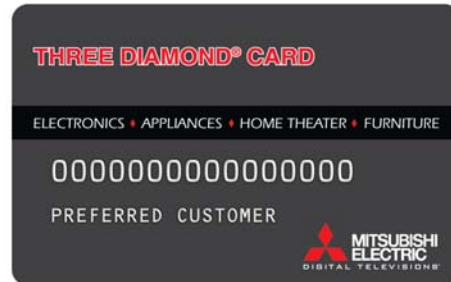 THREE DIAMOND® CARD
ELECTRONICS ♦ APPLIANCES ♦ HOME THEATER ♦ FURNITURE
0000000000000000
PREFERRED CUSTOMER
MITSUBISHI
ELECTRIC
DIGITAL TELEVISIONS